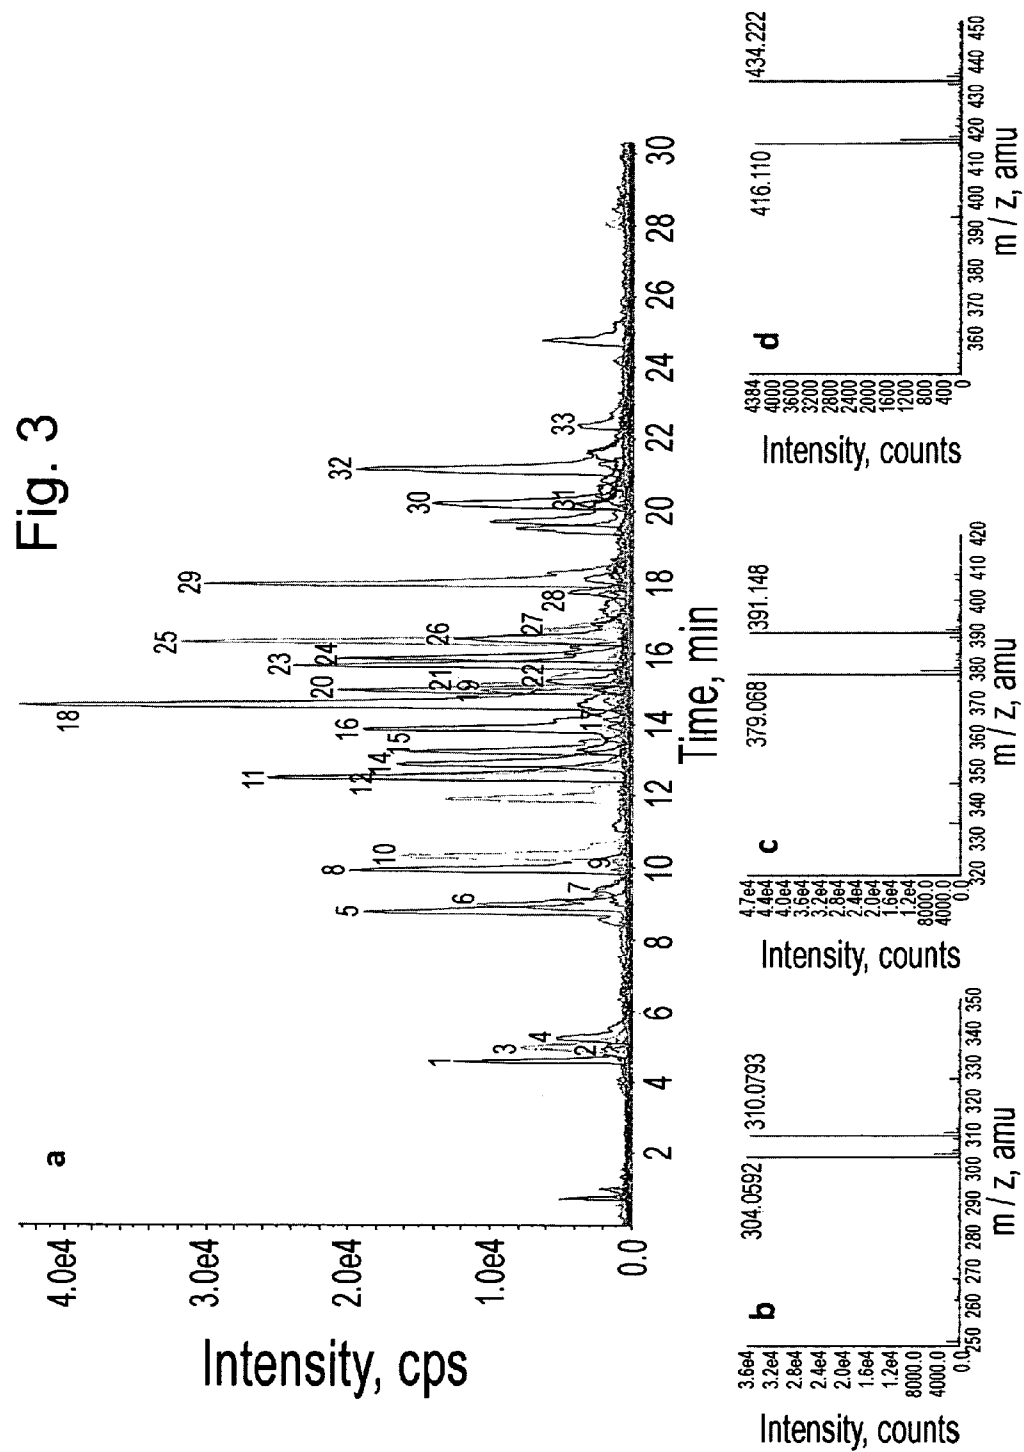 Fig. 3
a
Intensity, cps
4.0e4
3.0e4
2.0e4
1.0e4
0.0
1
2
3
4
5
6
7
8
9
10
11
12
14
15
16
17
18
19
20
21
22
23
24
25
26
27
28
29
30
31
32
33
2 4 6 8 10 12 14 16 18 20 22 24 26 28 30
Time, min
b
Intensity, counts
3.6e4
3.2e4
2.8e4
2.4e4
2.0e4
1.6e4
1.2e4
8000.0
4000.0
0.0
304.0592
310.0793
250 260 270 280 290 300 310 320 330 340 350
m / z, amu
c
Intensity, counts
4.7e4
4.4e4
4.0e4
3.6e4
3.2e4
2.8e4
2.4e4
2.0e4
1.6e4
1.2e4
8000.0
4000.0
0.0
379.068
391.148
320 330 340 350 360 370 380 390 400 410 420
m / z, amu
d
Intensity, counts
4384
4000
3600
3200
2800
2400
2000
1600
1200
800
400
0
416.110
434.222
360 370 380 390 400 410 420 430 440 450
m / z, amu